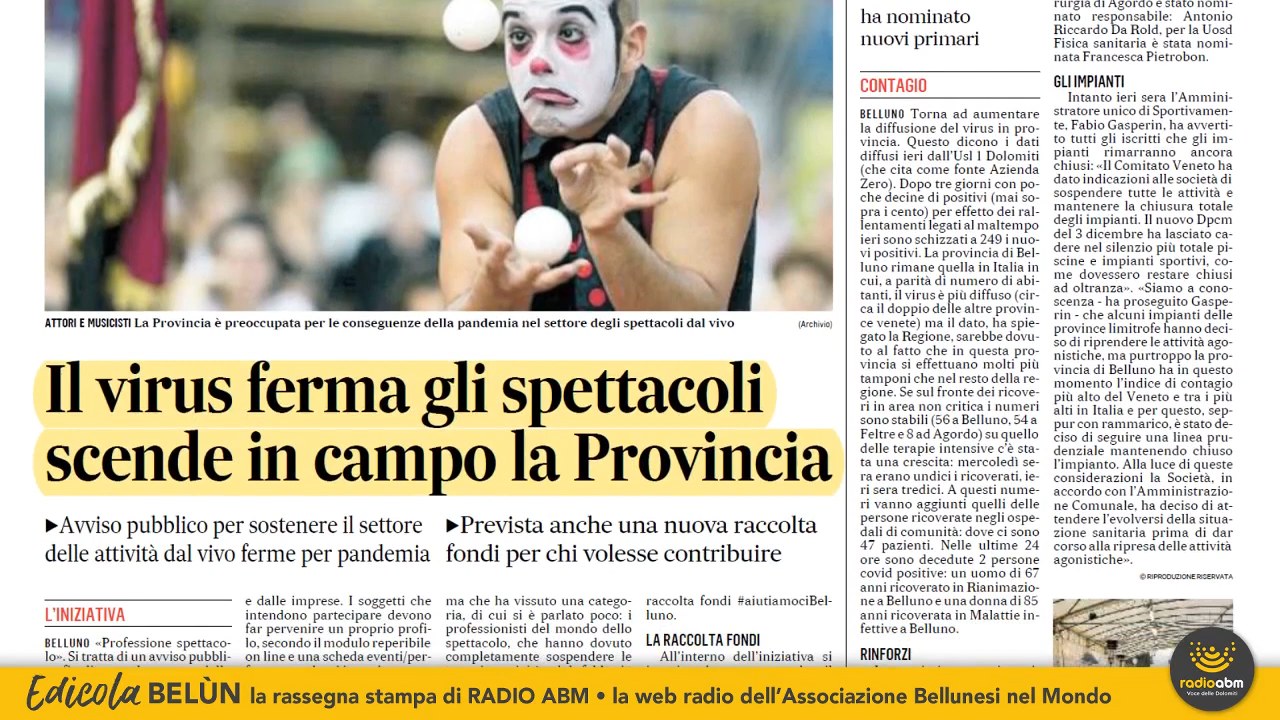 ATTORI E MUSICISTI La Provincia è preoccupata per le conseguenze della pandemia nel settore degli spettacoli dal vivo (Archivio)
Il virus ferma gli spettacoli
scende in campo la Provincia
▶Avviso pubblico per sostenere il settore
delle attività dal vivo ferme per pandemia
▶Prevista anche una nuova raccolta
fondi per chi volesse contribuire
L'INIZIATIVA
BELLUNO «Professione spettaco-
lo». Si tratta di un avviso pubbli-
e dalle imprese. I soggetti che
intendono partecipare devono
far pervenire un proprio profi-
lo, secondo il modulo reperibile
on line e una scheda eventi/per-
ma che ha vissuto una catego-
ria, di cui si è parlato poco: i
professionisti del mondo dello
spettacolo, che hanno dovuto
complemente sospendere le
raccolta fondi #aiutiamociBel-
luno.
LA RACCOLTA FONDI
All'interno dell'iniziativa si
ha nominato
nuovi primari
CONTAGIO
BELLUNO Torna ad aumentare
la diffusione del virus in pro-
vincia. Questo dicono i dati
diffusi ieri dall'Usl 1 Dolomiti
(che cita come fonte Azienda
Zero). Dopo tre giorni con po-
che decine di positivi (mai so-
pra i cento) per effetto dei ral-
lentamenti legati al maltempo
ieri sono schizzati a 249 i nuo-
vi positivi. La provincia di Bel-
luno rimane quella in Italia in
cui, a parità di numero di abi-
tanti, il virus è più diffuso (cir-
ca il doppio delle altre provin-
ce venete) ma il dato, ha spie-
gato la Regione, sarebbe dovu-
to al fatto che in questa pro-
vincia si effettuano molti più
tamponi che nel resto della re-
gione. Se sul fronte dei ricove-
ri in area non critica i numeri
sono stabili (56 a Belluno, 54 a
Feltre e 8 ad Agordo) su quello
delle terapie intensive c'è sta-
ta una crescita: mercoledì se-
ra erano undici i ricoverati, ie-
ri sera tredici. A questi nume-
ri vanno aggiunti quelli delle
persone ricoverate negli ospe-
dali di comunità: dove ci sono
47 pazienti. Nelle ultime 24
ore sono decedute 2 persone
covid positive: un uomo di 67
anni ricoverato in Rianimazio-
ne a Belluno e una donna di 85
anni ricoverata in Malattie in-
fettive a Belluno.
RINFORZI
rurgia di Agordo è stato nomi-
nato responsabile: Antonio
Riccardo Da Rold, per la Uosd
Fisica sanitaria è stata nomi-
nata Francesca Pietrobon.
GLI IMPIANTI
Intanto ieri sera l'Ammini-
stratore unico di Sportivamen-
te, Fabio Gasperin, ha avverti-
to tutti gli iscritti che gli im-
pianti rimarranno ancora
chiusi: «Il Comitato Veneto ha
dato indicazioni alle società di
sospendere tutte le attività e
mantenere la chiusura totale
degli impianti. Il nuovo Dpcm
del 3 dicembre ha lasciato ca-
dere nel silenzio più totale pi-
scine e impianti sportivi, co-
me dovessero restare chiusi
ad oltranza». «Siamo a cono-
scenza - ha proseguito Gaspe-
rin - che alcuni impianti delle
province limitrofe hanno deci-
so di riprendere le attività ago-
nistiche, ma purtroppo la pro-
vincia di Belluno ha in questo
momento l'indice di contagio
più alto del Veneto e tra i più
alti in Italia e per questo, sep-
pur con rammarico, è stato de-
ciso di seguire una linea pru-
denziale mantenendo chiuso
l'impianto. Alla luce di queste
considerazioni la Società, in
accordo con l'Amministrazio-
ne Comunale, ha deciso di at-
tendere l'evolversi della situa-
zione sanitaria prima di dar
corso alla ripresa delle attività
agonistiche».
© RIPRODUZIONE RISERVATA
Edicola BELÙN la rassegna stampa di RADIO ABM • la web radio dell'Associazione Bellunesi nel Mondo
radioabm
Voce delle Dolomiti